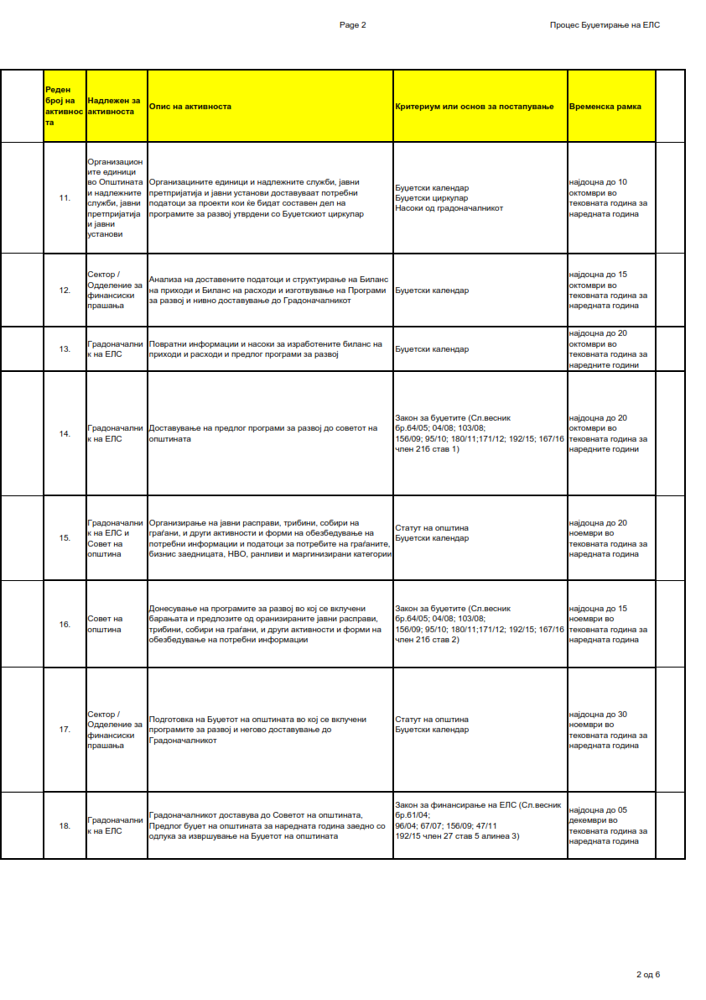 Page 2
Процес Буџетирање на ЕЛС
Реден
број на
активнос
та
Надлежен за
активноста
Опис на активноста
Критериум или основ за постапување
Временска рамка
11.
Организацион
ите единици
во Општината
и надлежните
служби, јавни
претпријатија
и јавни
установи
Организацините единици и надлежните служби, јавни
претпријатија и јавни установи доставуваат потребни
податоци за проекти кои ќе бидат составен дел на
програмите за развој утврдени со Буџетскиот циркулар
Буџетски календар
Буџетски циркулар
Насоки од градоначалникот
најдоцна до 10
октомври во
тековната година за
наредната година
12.
Сектор /
Одделение за
финансиски
прашања
Анализа на доставените податоци и структуирање на Биланс
на приходи и Биланс на расходи и изготвување на Програми
за развој и нивно доставување до Градоначалникот
Буџетски календар
најдоцна до 15
октомври во
тековната година за
наредната година
13.
Градоначални
к на ЕЛС
Повратни информации и насоки за изработените биланс на
приходи и расходи и предлог програми за развој
Буџетски календар
најдоцна до 20
октомври во
тековната година за
наредните години
14.
Градоначални
к на ЕЛС
Доставување на предлог програми за развој до советот на
општината
Закон за буџетите (Сл.весник
бр.64/05; 04/08; 103/08;
156/09; 95/10; 180/11;171/12; 192/15; 167/16
член 21б став 1)
најдоцна до 20
октомври во
тековната година за
наредните години
15.
Градоначални
к на ЕЛС и
Совет на
општина
Организирање на јавни расправи, трибини, собири на
граѓани, и други активности и форми на обезбедување на
потребни информации и податоци за потребите на граѓаните,
бизнис заедницата, НВО, ранливи и маргинизирани категории
Статут на општина
Буџетски календар
најдоцна до 20
ноември во
тековната година за
наредната година
16.
Совет на
општина
Донесување на програмите за развој во кој се вклучени
барањата и предлозите од оранизираните јавни расправи,
трибини, собири на граѓани, и други активности и форми на
обезбедување на потребни информации
Закон за буџетите (Сл.весник
бр.64/05; 04/08; 103/08;
156/09; 95/10; 180/11;171/12; 192/15; 167/16
член 21б став 2)
најдоцна до 15
ноември во
тековната година за
наредната година
17.
Сектор /
Одделение за
финансиски
прашања
Подготовка на Буџетот на општината во кој се вклучени
програмите за развој и негово доставување до
Градоначалникот
Статут на општина
Буџетски календар
најдоцна до 30
ноември во
тековната година за
наредната година
18.
Градоначални
к на ЕЛС
Градоначалникот доставува до Советот на општината,
Предлог буџет на општината за наредната година заедно со
одлука за извршување на Буџетот на општината
Закон за финансирање на ЕЛС (Сл.весник
бр.61/04;
96/04; 67/07; 156/09; 47/11
192/15 член 27 став 5 алинеа 3)
најдоцна до 05
декември во
тековната година за
наредната година
2 од 6